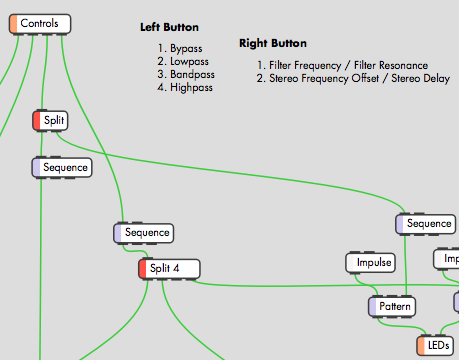 Controls
Left Button
1. Bypass
2. Lowpass
3. Bandpass
4. Highpass
Right Button
1. Filter Frequency / Filter Resonance
2. Stereo Frequency Offset / Stereo Delay
Split
Sequence
Sequence
Sequence
Split 4
Impulse
Imp
Pattern
LEDs